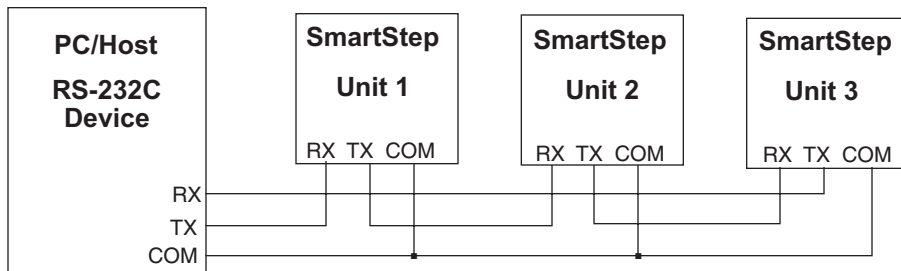 PC/Host
RS-232C
Device
RX
TX
COM
SmartStep
Unit 1
RX TX COM
SmartStep
Unit 2
RX TX COM
SmartStep
Unit 3
RX TX COM